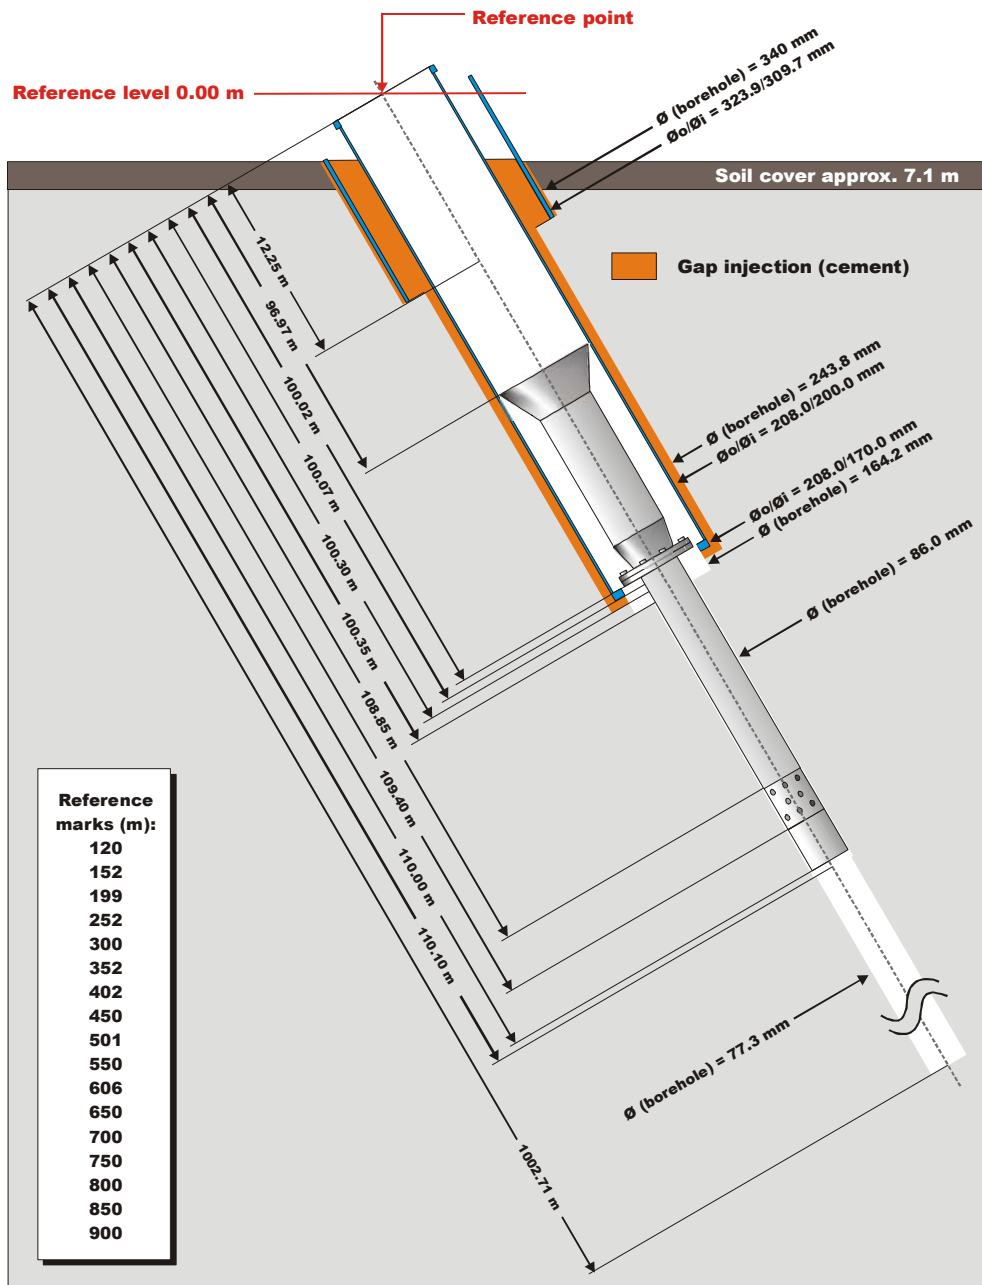 Reference point
Reference level 0.00 m
Ø (borehole) = 340 mm
Øo/Øi = 323.9/309.7 mm
Soil cover approx. 7.1 m
Gap injection (cement)
12.25 m
96.97 m
100.02 m
100.07 m
100.30 m
100.35 m
108.85 m
109.40 m
110.00 m
110.10 m
1002.71 m
Ø (borehole) = 243.8 mm
Øo/Øi = 208.0/200.0 mm
Øo/Øi = 208.0/170.0 mm
Ø (borehole) = 164.2 mm
Ø (borehole) = 86.0 mm
Ø (borehole) = 77.3 mm
Reference
marks (m):
120
152
199
252
300
352
402
450
501
550
606
650
700
750
800
850
900